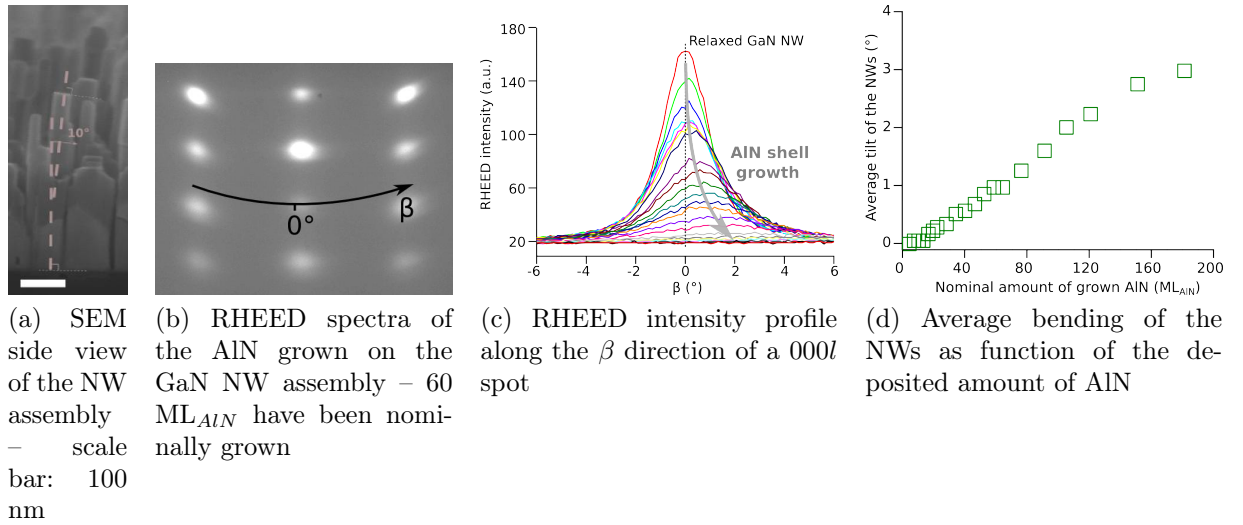 10°
0°
β
180
140
100
60
20
RHEED intensity (a.u.)
Relaxed GaN NW
AlN shell
growth
-6
-4
-2
0
2
4
6
β (°)
4
3
2
1
0
Average tilt of the NWs (°)
0
40
80
120
160
200
Nominal amount of grown AlN (ML_AlN)
(a) SEM
side view
of the NW
assembly
– scale
bar: 100
nm
(b) RHEED spectra of
the AlN grown on the
GaN NW assembly – 60
ML_AlN have been nomi-
nally grown
(c) RHEED intensity profile
along the β direction of a 000l
spot
(d) Average bending of the
NWs as function of the de-
posited amount of AlN